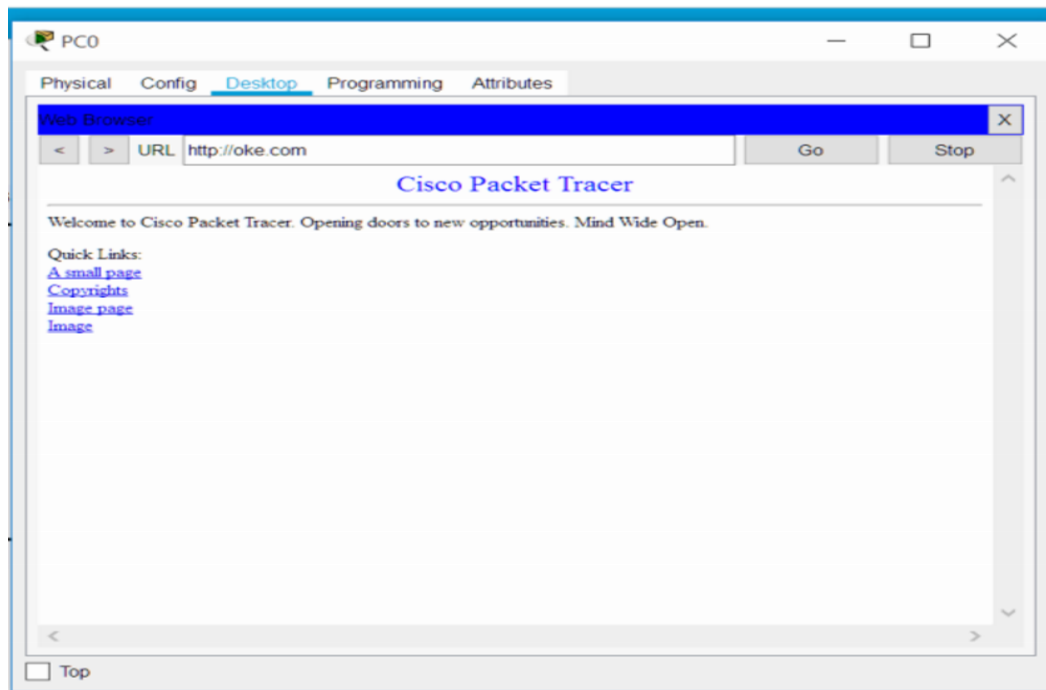 PC0
Physical Config Desktop Programming Attributes
Web Browser
X
< > URL http://oke.com Go Stop
Cisco Packet Tracer
Welcome to Cisco Packet Tracer. Opening doors to new opportunities. Mind Wide Open.
Quick Links:
A small page
Copyrights
Image page
Image
Top